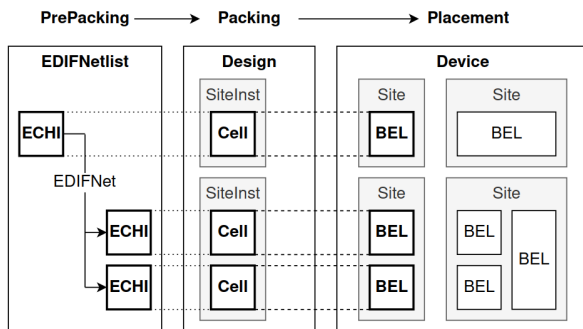 PrePacking Packing Placement
EDIFNetlist Design Device
SiteInst Site Site
ECHI Cell BEL BEL
EDIFNet
SiteInst Site Site
ECHI Cell BEL BEL BEL
ECHI Cell BEL BEL